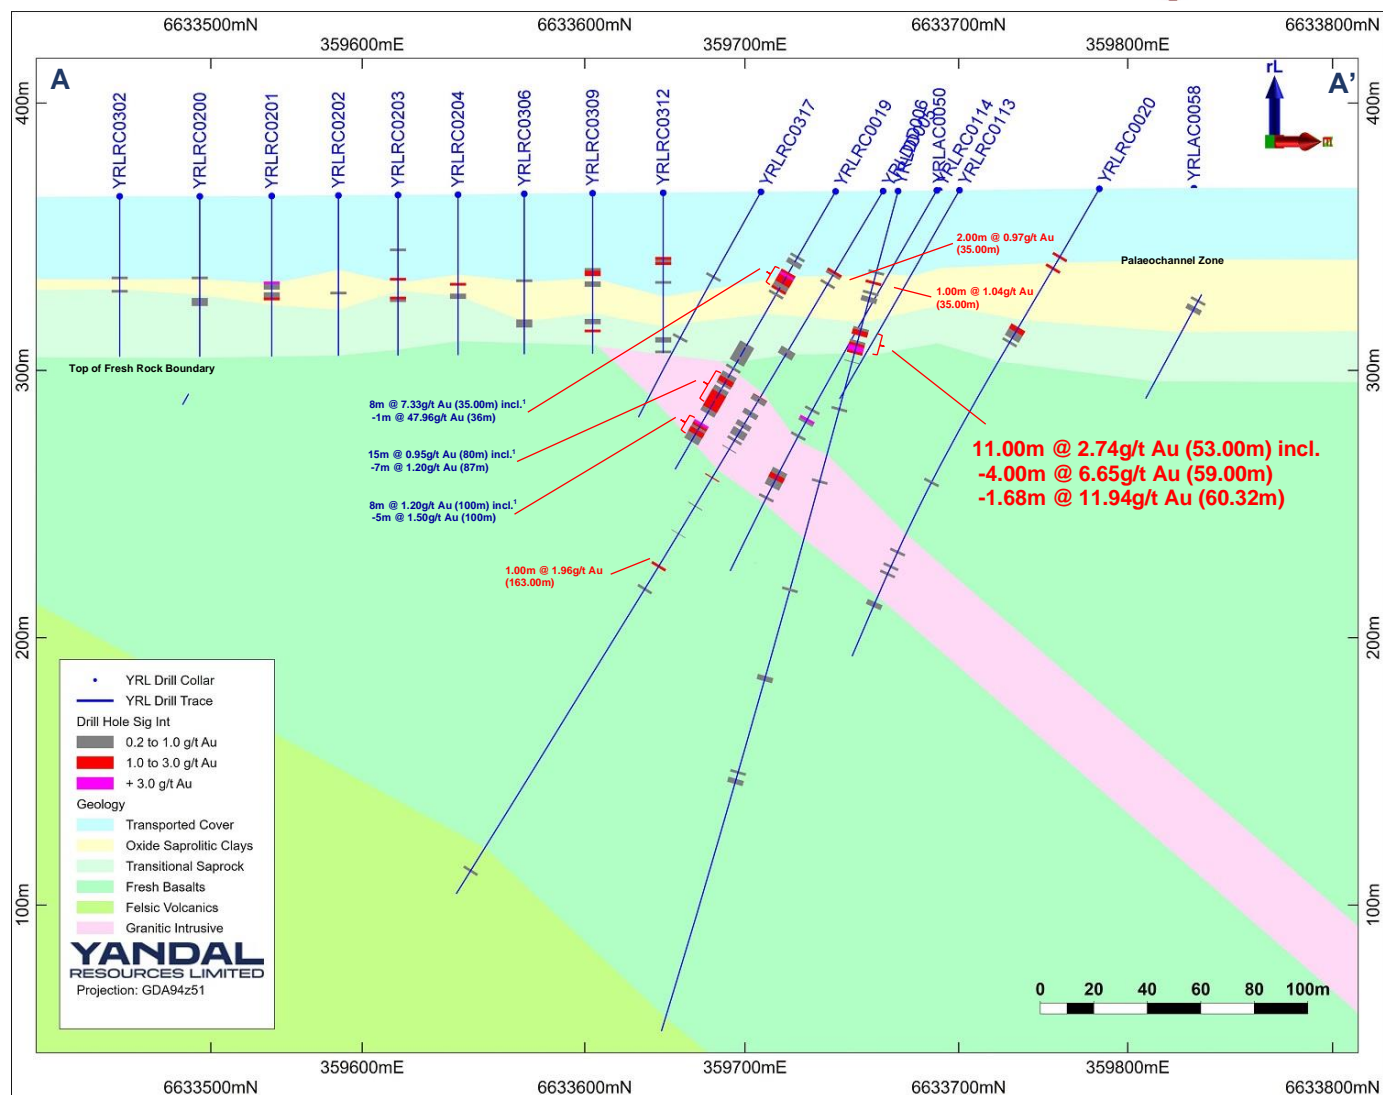 6633500mN
6633600mN
6633700mN
6633800mN
359600mE
359700mE
359800mE
A
A'
rL
E
400m
400m
YRLRC0302
YRLRC0200
YRLRC0201
YRLRC0202
YRLRC0203
YRLRC0204
YRLRC0306
YRLRC0309
YRLRC0312
YRLRC0317
YRLRC0019
YRLDD006
YRLAC0050
YRLRC0114
YRLRC0113
YRLRC0020
YRLAC0058
2.00m @ 0.97g/t Au
(35.00m)
Palaeochannel Zone
1.00m @ 1.04g/t Au
(35.00m)
300m
300m
Top of Fresh Rock Boundary
8m @ 7.33g/t Au (35.00m) incl.1
-1m @ 47.96g/t Au (36m)
15m @ 0.95g/t Au (80m) incl.1
-7m @ 1.20g/t Au (87m)
8m @ 1.20g/t Au (100m) incl.1
-5m @ 1.50g/t Au (100m)
11.00m @ 2.74g/t Au (53.00m) incl.
-4.00m @ 6.65g/t Au (59.00m)
-1.68m @ 11.94g/t Au (60.32m)
1.00m @ 1.96g/t Au
(163.00m)
200m
200m
YRL Drill Collar
YRL Drill Trace
Drill Hole Sig Int
0.2 to 1.0 g/t Au
1.0 to 3.0 g/t Au
+ 3.0 g/t Au
Geology
Transported Cover
Oxide Saprolitic Clays
Transitional Saprock
Fresh Basalts
Felsic Volcanics
Granitic Intrusive
YANDAL
RESOURCES LIMITED
Projection: GDA94z51
100m
100m
0 20 40 60 80 100m
359600mE
359700mE
359800mE
6633500mN
6633600mN
6633700mN
6633800mN